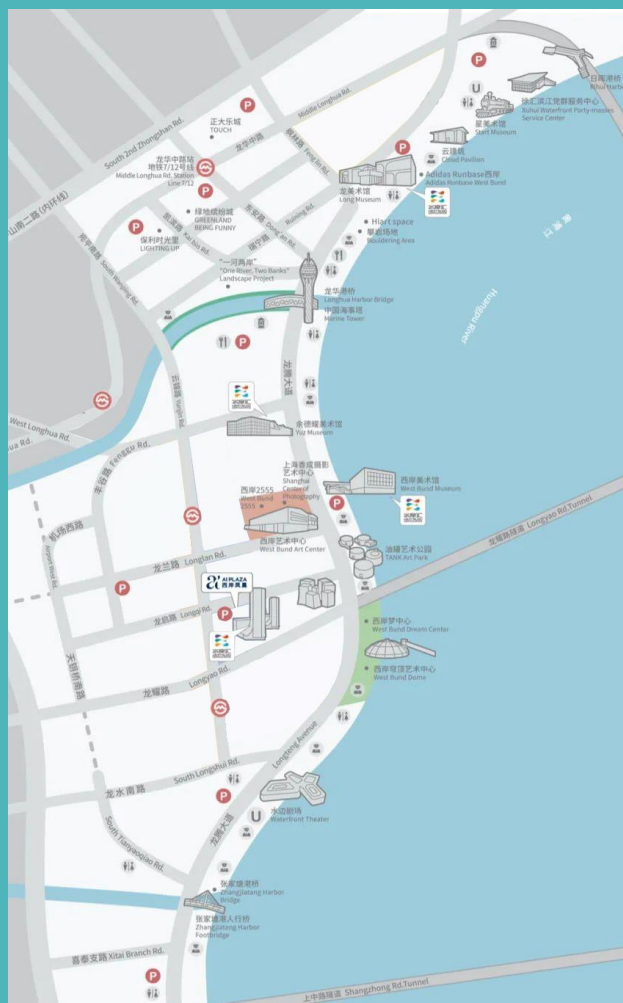 日晖港桥
徐汇滨江党群服务中心
Xuhui Waterfront Party-masses
Service Center
星美术馆
Start Museum
云建筑
Cloud Pavilion
Middle Longhua Rd.
龙华中路
正大乐城
TOUCH
South 2nd Zhongshan Rd.
山南二路 (内环线)
龙华中路站
地铁7/12号线
Middle Longhua Rd. Station
Line 7/12
枫林路 Feng lin Rd.
龙美术馆
Long Museum
Adidas Runbase西岸
Adidas Runbase West Bund
绿地缤纷城
GREENLAND
BEING FUNNY
保利时光里
LIGHTING UP
东安路 Dong'an Rd.
瑞宁路
Ruining Rd.
Kai bin Rd.
宛平南路 South Wanping Rd.
Hiart space
攀岩场地
Bouldering Area
黄浦江
Huangpu River
"一河两岸"
"One River, Two Banks"
Landscape Project
龙华港桥
Longhua Harbor Bridge
中国海事塔
Marine Tower
龙腾大道
云锦路 Yunjin Rd.
West Longhua Rd.
丰谷路 Fenggu Rd.
余德耀美术馆
Yuz Museum
上海香成摄影
艺术中心
Shanghai
Center of
Photography
西岸2555
West Bund
2555
西岸美术馆
West Bund Museum
西岸艺术中心
West Bund Art Center
机场西路
Airport West Rd.
龙兰路 Longlan Rd.
油罐艺术公园
TANK Art Park
龙耀路隧道 Longyao Rd.Tunnel
AI PLAZA
西岸凤巢
龙启路 Longqi Rd.
西岸梦中心
West Bund Dream Center
西岸穹顶艺术中心
West Bund Dome
天钥桥南路
龙耀路 Longyao Rd.
Longteng Avenue
South Longshui Rd.
龙水南路
South Tianyaoqiao Rd.
龙腾大道
水边剧场
Waterfront Theater
张家塘港桥
Zhangjiatang Harbor
Bridge
张家塘港人行桥
Zhangjiatang Harbor
Footbridge
喜泰支路 Xitai Branch Rd.
上中路隧道 Shangzhong Rd.Tunnel